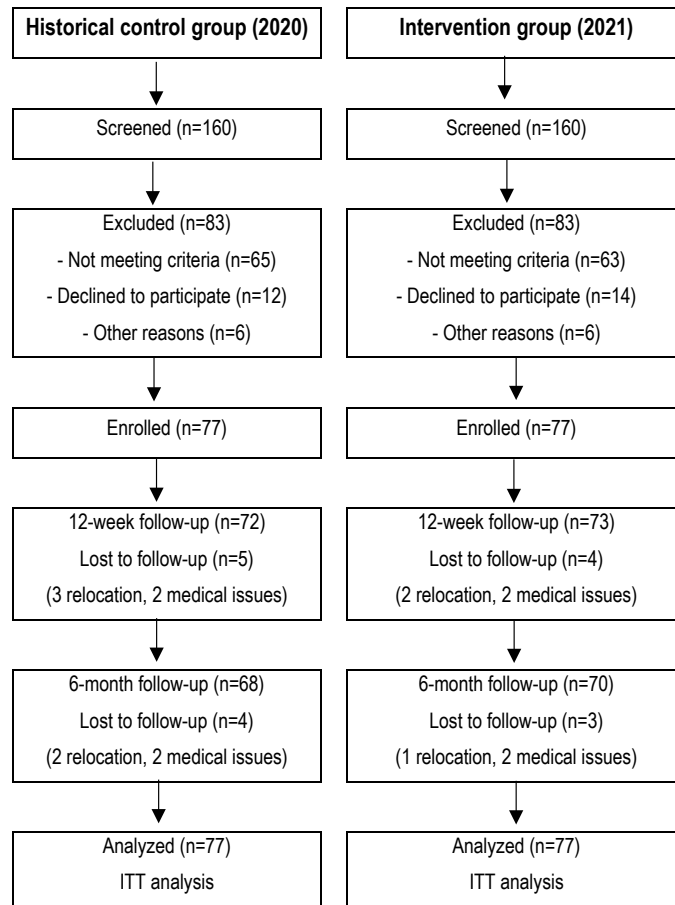 Historical control group (2020)
Screened (n=160)
Excluded (n=83)
- Not meeting criteria (n=65)
- Declined to participate (n=12)
- Other reasons (n=6)
Enrolled (n=77)
12-week follow-up (n=72)
Lost to follow-up (n=5)
(3 relocation, 2 medical issues)
6-month follow-up (n=68)
Lost to follow-up (n=4)
(2 relocation, 2 medical issues)
Analyzed (n=77)
ITT analysis
Intervention group (2021)
Screened (n=160)
Excluded (n=83)
- Not meeting criteria (n=63)
- Declined to participate (n=14)
- Other reasons (n=6)
Enrolled (n=77)
12-week follow-up (n=73)
Lost to follow-up (n=4)
(2 relocation, 2 medical issues)
6-month follow-up (n=70)
Lost to follow-up (n=3)
(1 relocation, 2 medical issues)
Analyzed (n=77)
ITT analysis